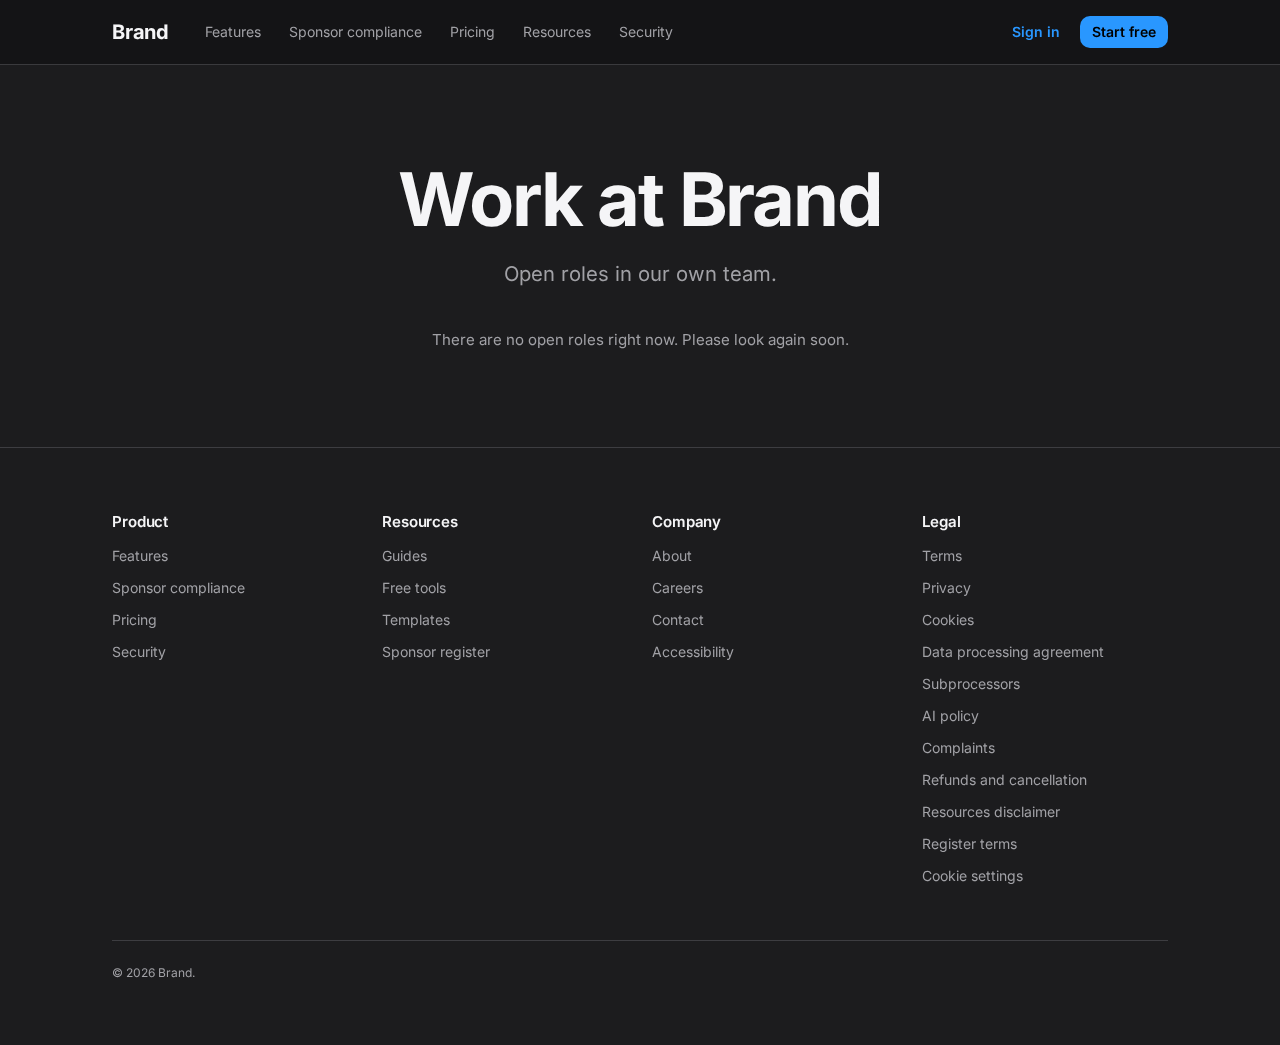 Brand
Features
Sponsor compliance
Pricing
Resources
Security
Sign in
Start free
Work at Brand
Open roles in our own team.
There are no open roles right now. Please look again soon.
Product
Features
Sponsor compliance
Pricing
Security
Resources
Guides
Free tools
Templates
Sponsor register
Company
About
Careers
Contact
Accessibility
Legal
Terms
Privacy
Cookies
Data processing agreement
Subprocessors
AI policy
Complaints
Refunds and cancellation
Resources disclaimer
Register terms
Cookie settings
© 2026 Brand.